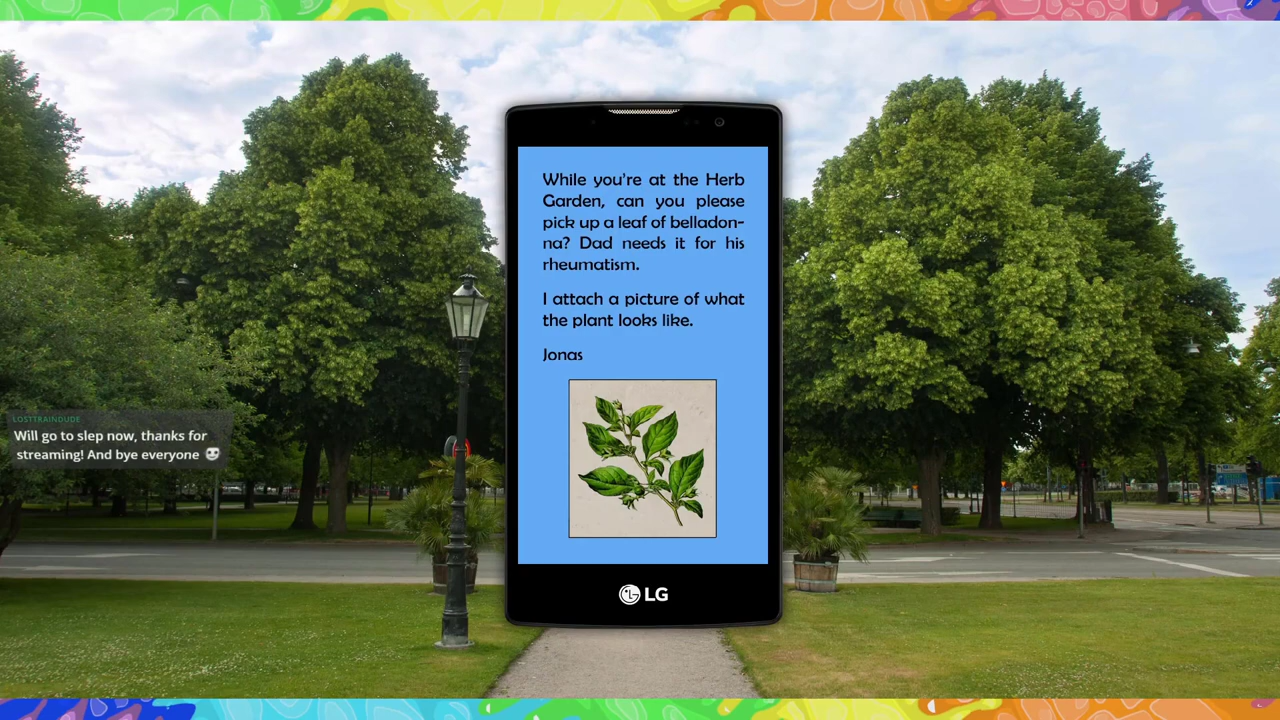 While you're at the Herb
Garden, can you please
pick up a leaf of belladon-
na? Dad needs it for his
rheumatism.
I attach a picture of what
the plant looks like.
Jonas
LOSTTRAINDUDE
Will go to slep now, thanks for
streaming! And bye everyone
LG